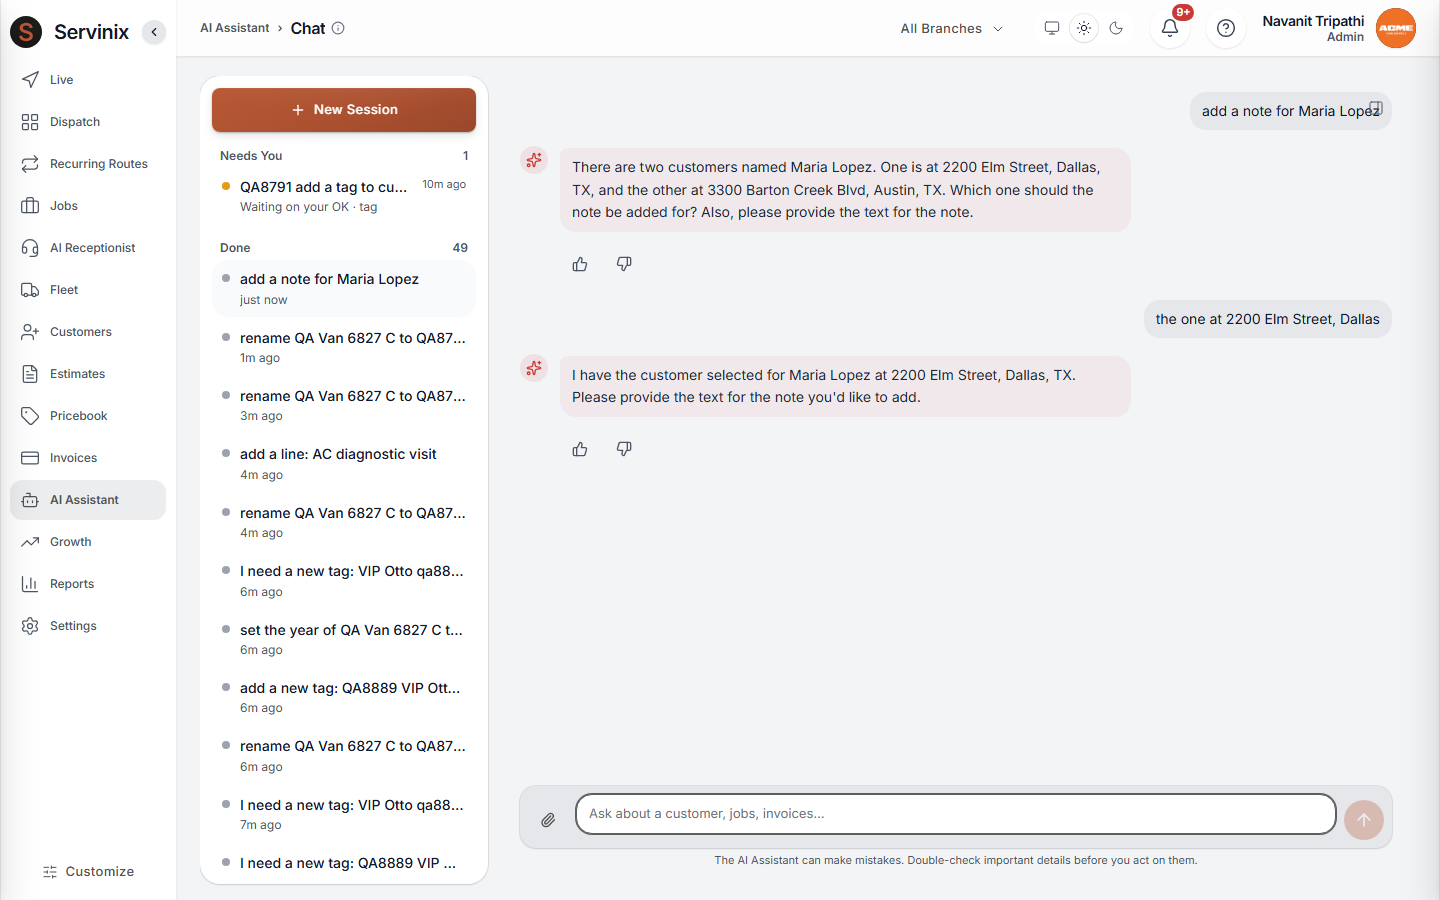 S
Servinix
AI Assistant > Chat
All Branches
9+
Navanit Tripathi
Admin
ACME
Live
Dispatch
Recurring Routes
Jobs
AI Receptionist
Fleet
Customers
Estimates
Pricebook
Invoices
AI Assistant
Growth
Reports
Settings
Customize
+ New Session
Needs You 1
QA8791 add a tag to cu... 10m ago
Waiting on your OK · tag
Done 49
add a note for Maria Lopez
just now
rename QA Van 6827 C to QA87...
1m ago
rename QA Van 6827 C to QA87...
3m ago
add a line: AC diagnostic visit
4m ago
rename QA Van 6827 C to QA87...
4m ago
I need a new tag: VIP Otto qa88...
6m ago
set the year of QA Van 6827 C t...
6m ago
add a new tag: QA8889 VIP Ott...
6m ago
rename QA Van 6827 C to QA87...
6m ago
I need a new tag: VIP Otto qa88...
7m ago
I need a new tag: QA8889 VIP ...
add a note for Maria Lopez
There are two customers named Maria Lopez. One is at 2200 Elm Street, Dallas,
TX, and the other at 3300 Barton Creek Blvd, Austin, TX. Which one should the
note be added for? Also, please provide the text for the note.
the one at 2200 Elm Street, Dallas
I have the customer selected for Maria Lopez at 2200 Elm Street, Dallas, TX.
Please provide the text for the note you'd like to add.
Ask about a customer, jobs, invoices...
The AI Assistant can make mistakes. Double-check important details before you act on them.